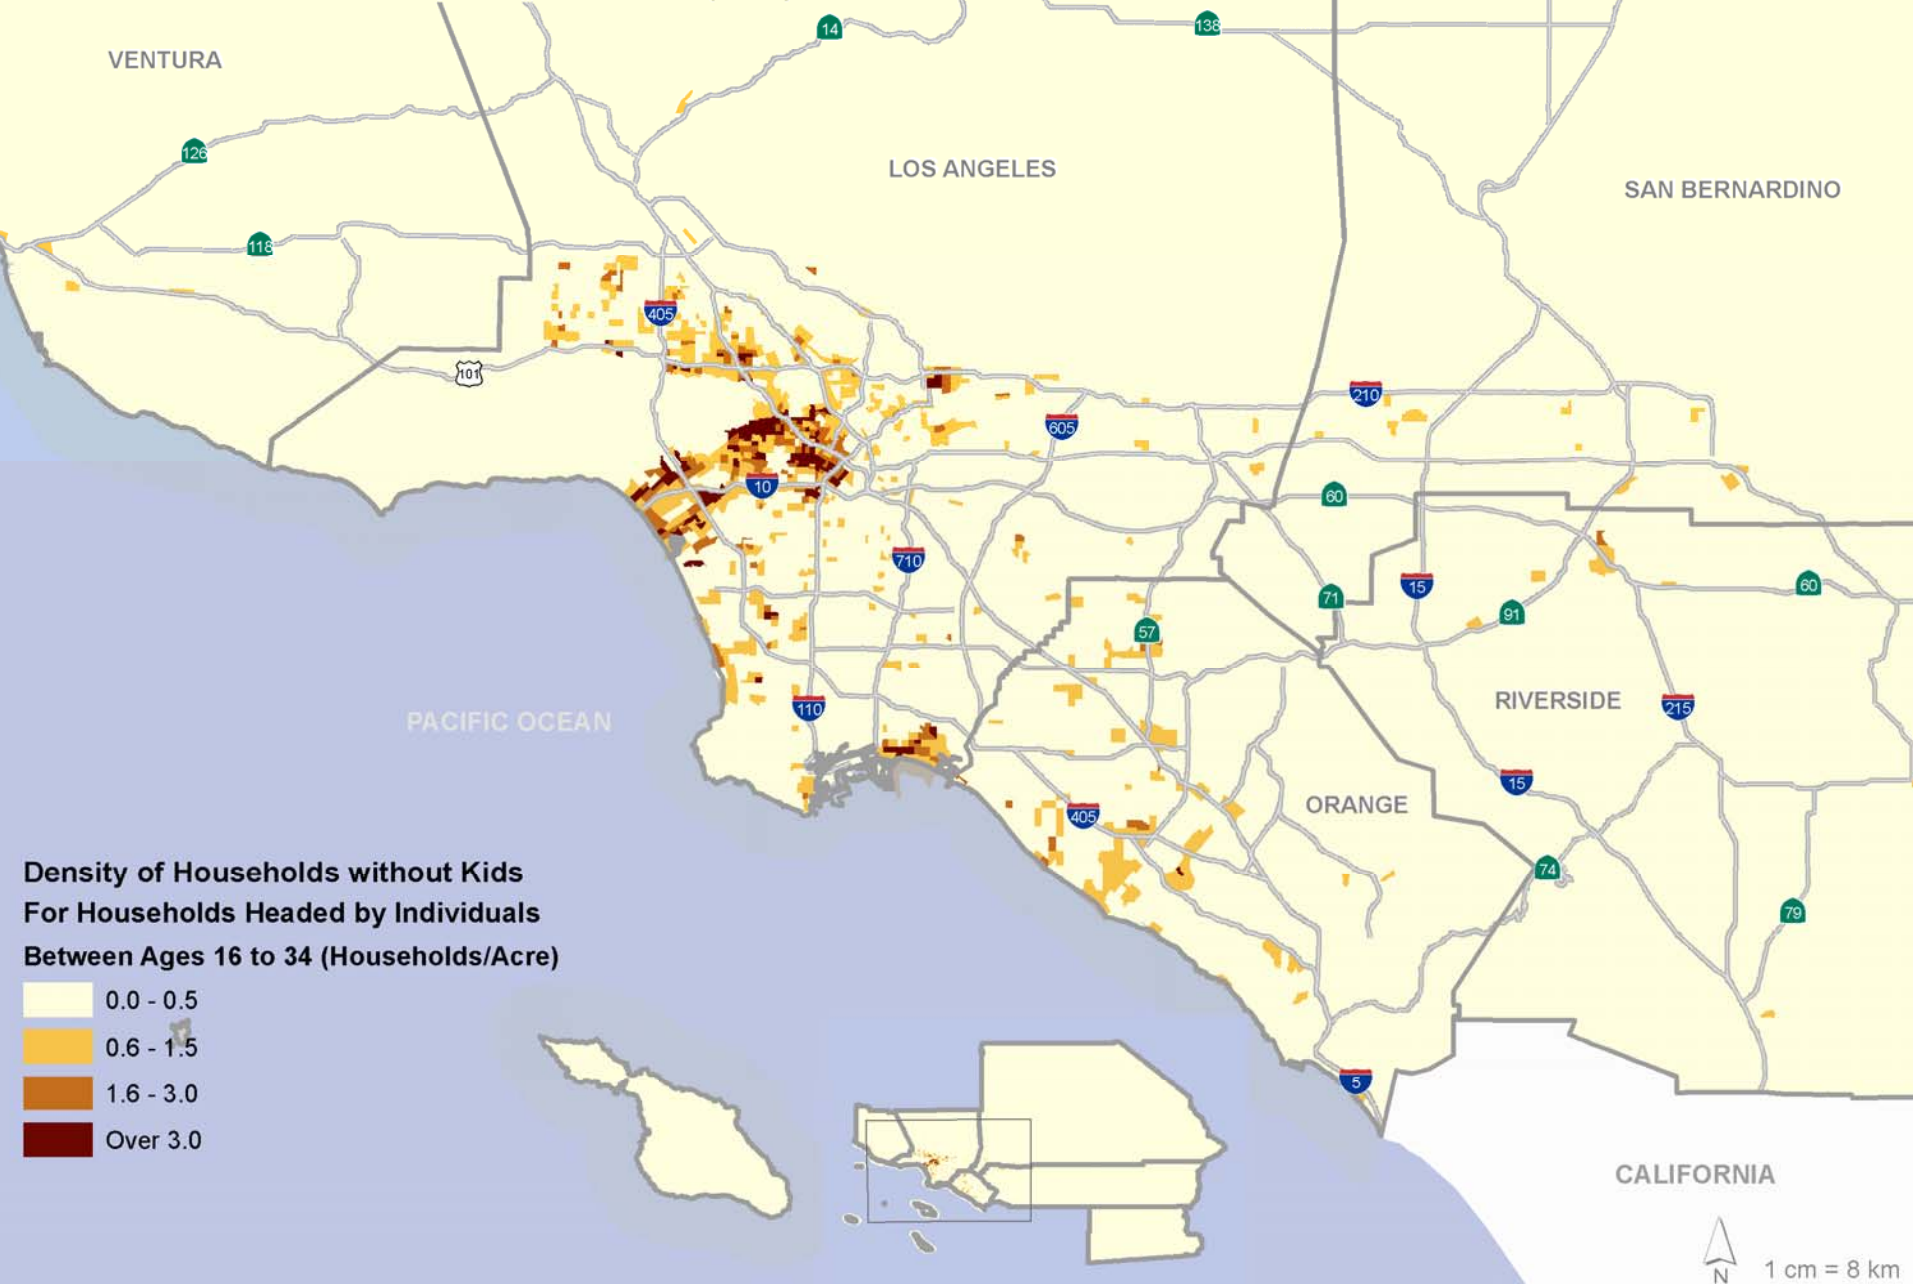 14
138
VENTURA
126
LOS ANGELES
SAN BERNARDINO
118
405
101
210
605
10
60
710
71
15
60
91
57
RIVERSIDE
215
110
PACIFIC OCEAN
15
ORANGE
405
74
79
Density of Households without Kids
For Households Headed by Individuals
Between Ages 16 to 34 (Households/Acre)
0.0 - 0.5
0.6 - 1.5
1.6 - 3.0
Over 3.0
5
CALIFORNIA
N
1 cm = 8 km